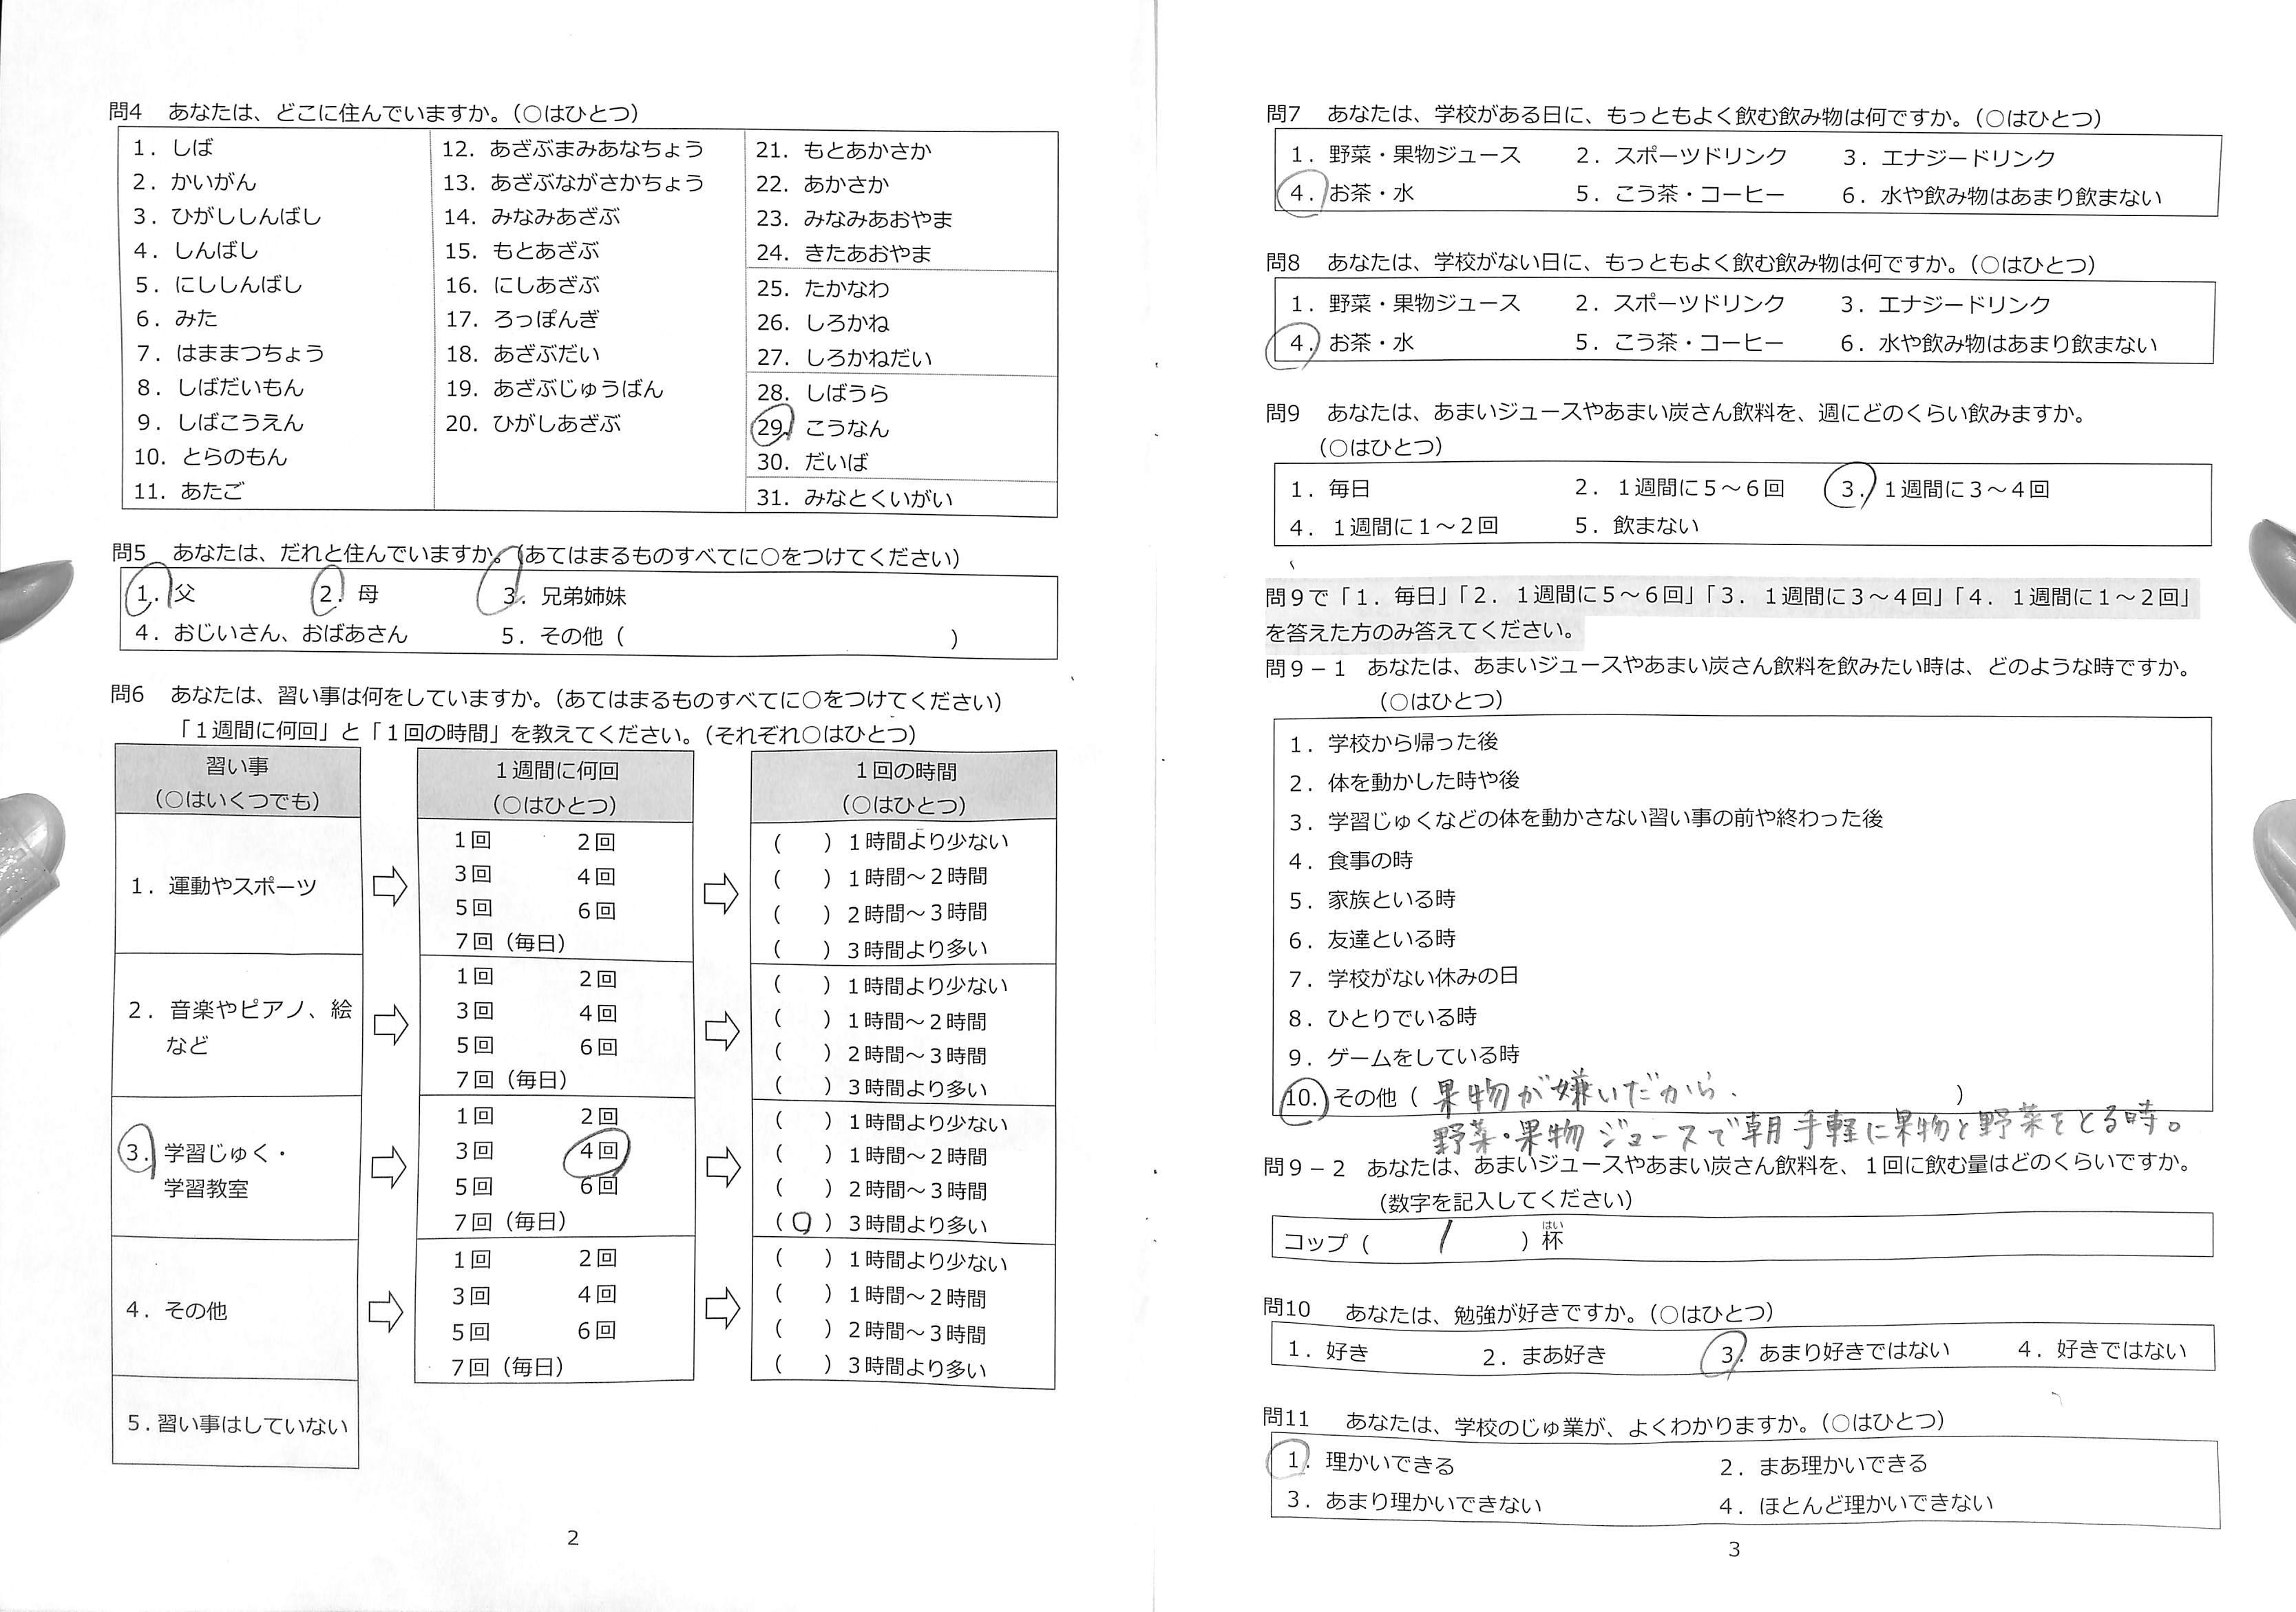 問4 あなたは、どこに住んでいますか。(○はひとつ)
1. しば
2. かいがん
3. ひがししんばし
4. しんばし
5. にししんばし
6. みた
7. はままつちょう
8. しばだいもん
9. しばこうえん
10. とらのもん
11. あたご
12. あざぶまみあなちょう
13. あざぶながさかちょう
14. みなみあざぶ
15. もとあざぶ
16. にしあざぶ
17. ろっぽんぎ
18. あざぶだい
19. あざぶじゅうばん
20. ひがしあざぶ
21. もとあかさか
22. あかさか
23. みなみあおやま
24. きたあおやま
25. たかなわ
26. しろかね
27. しろかねだい
28. しばうら
29. こうなん
30. だいば
31. みなとくいがい
問5 あなたは、だれと住んでいますか。(あてはまるものすべてに○をつけてください)
1. 父 2. 母 3. 兄弟姉妹
4. おじいさん、おばあさん 5. その他( )
問6 あなたは、習い事は何をしていますか。(あてはまるものすべてに○をつけてください)
「1週間に何回」と「1回の時間」を教えてください。(それぞれ○はひとつ)
習い事
(○はいくつでも)
1週間に何回
(○はひとつ)
1回の時間
(○はひとつ)
1. 運動やスポーツ
1回 2回
3回 4回
5回 6回
7回(毎日)
( )1時間より少ない
( )1時間～2時間
( )2時間～3時間
( )3時間より多い
2. 音楽やピアノ、絵
など
1回 2回
3回 4回
5回 6回
7回(毎日)
( )1時間より少ない
( )1時間～2時間
( )2時間～3時間
( )3時間より多い
3. 学習じゅく・
学習教室
1回 2回
3回 4回
5回 6回
7回(毎日)
( )1時間より少ない
( )1時間～2時間
( )2時間～3時間
(○)3時間より多い
4. その他
1回 2回
3回 4回
5回 6回
7回(毎日)
( )1時間より少ない
( )1時間～2時間
( )2時間～3時間
( )3時間より多い
5. 習い事はしていない
2
問7 あなたは、学校がある日に、もっともよく飲む飲み物は何ですか。(○はひとつ)
1. 野菜・果物ジュース 2. スポーツドリンク 3. エナジードリンク
4. お茶・水 5. こう茶・コーヒー 6. 水や飲み物はあまり飲まない
問8 あなたは、学校がない日に、もっともよく飲む飲み物は何ですか。(○はひとつ)
1. 野菜・果物ジュース 2. スポーツドリンク 3. エナジードリンク
4. お茶・水 5. こう茶・コーヒー 6. 水や飲み物はあまり飲まない
問9 あなたは、あまいジュースやあまい炭さん飲料を、週にどのくらい飲みますか。
(○はひとつ)
1. 毎日 2. 1週間に5～6回 3. 1週間に3～4回
4. 1週間に1～2回 5. 飲まない
問9で「1. 毎日」「2. 1週間に5～6回」「3. 1週間に3～4回」「4. 1週間に1～2回」
を答えた方のみ答えてください。
問9－1 あなたは、あまいジュースやあまい炭さん飲料を飲みたい時は、どのような時ですか。
(○はひとつ)
1. 学校から帰った後
2. 体を動かした時や後
3. 学習じゅくなどの体を動かさない習い事の前や終わった後
4. 食事の時
5. 家族といる時
6. 友達といる時
7. 学校がない休みの日
8. ひとりでいる時
9. ゲームをしている時
10. その他(果物が嫌いだから、)
野菜・果物ジュースで朝手軽に果物と野菜をとる時。
問9－2 あなたは、あまいジュースやあまい炭さん飲料を、1回に飲む量はどのくらいですか。
(数字を記入してください)
はい
コップ( 1 )杯
問10 あなたは、勉強が好きですか。(○はひとつ)
1. 好き 2. まあ好き 3. あまり好きではない 4. 好きではない
問11 あなたは、学校のじゅ業が、よくわかりますか。(○はひとつ)
1. 理かいできる 2. まあ理かいできる
3. あまり理かいできない 4. ほとんど理かいできない
3